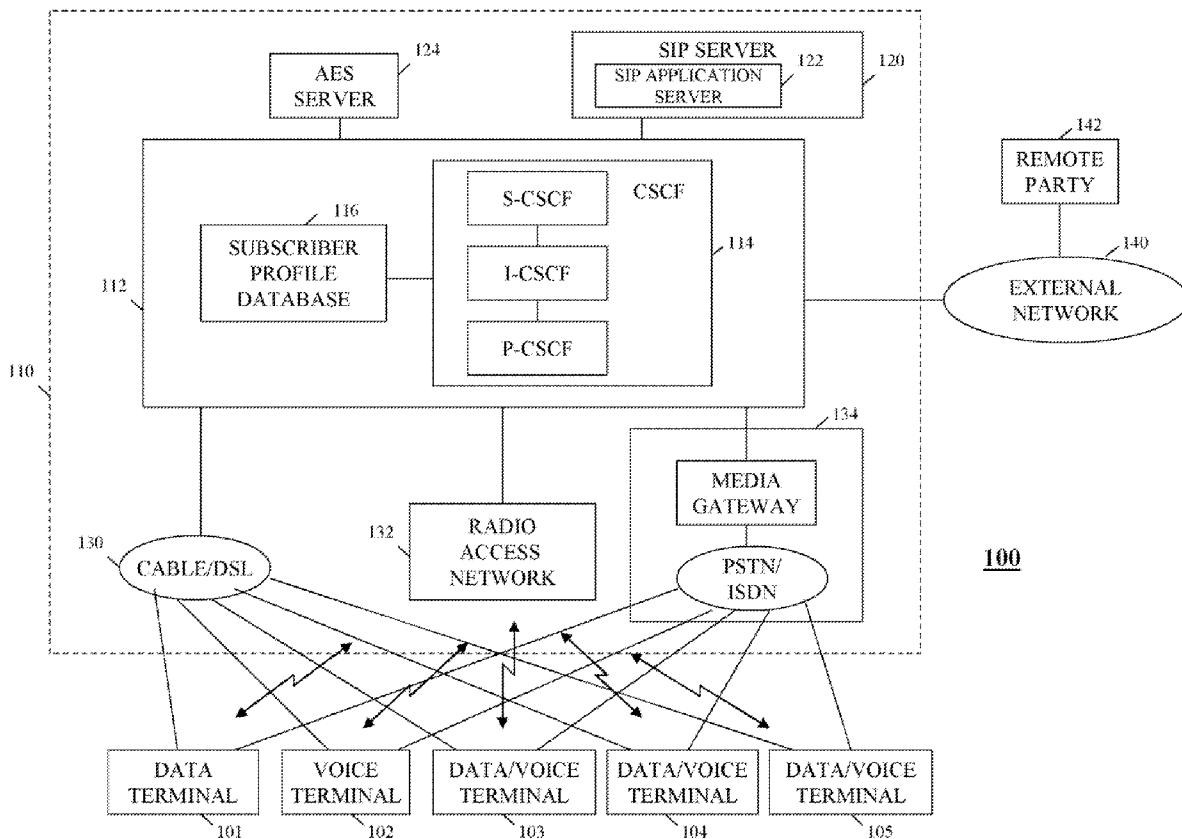 124
AES
SERVER
SIP SERVER
SIP APPLICATION
SERVER
122
120
142
REMOTE
PARTY
116
SUBSCRIBER
PROFILE
DATABASE
S-CSCF
CSCF
I-CSCF
P-CSCF
114
112
140
EXTERNAL
NETWORK
110
134
MEDIA
GATEWAY
130
CABLE/DSL
132
RADIO
ACCESS
NETWORK
PSTN/
ISDN
100
DATA
TERMINAL
VOICE
TERMINAL
DATA/VOICE
TERMINAL
DATA/VOICE
TERMINAL
DATA/VOICE
TERMINAL
101
102
103
104
105